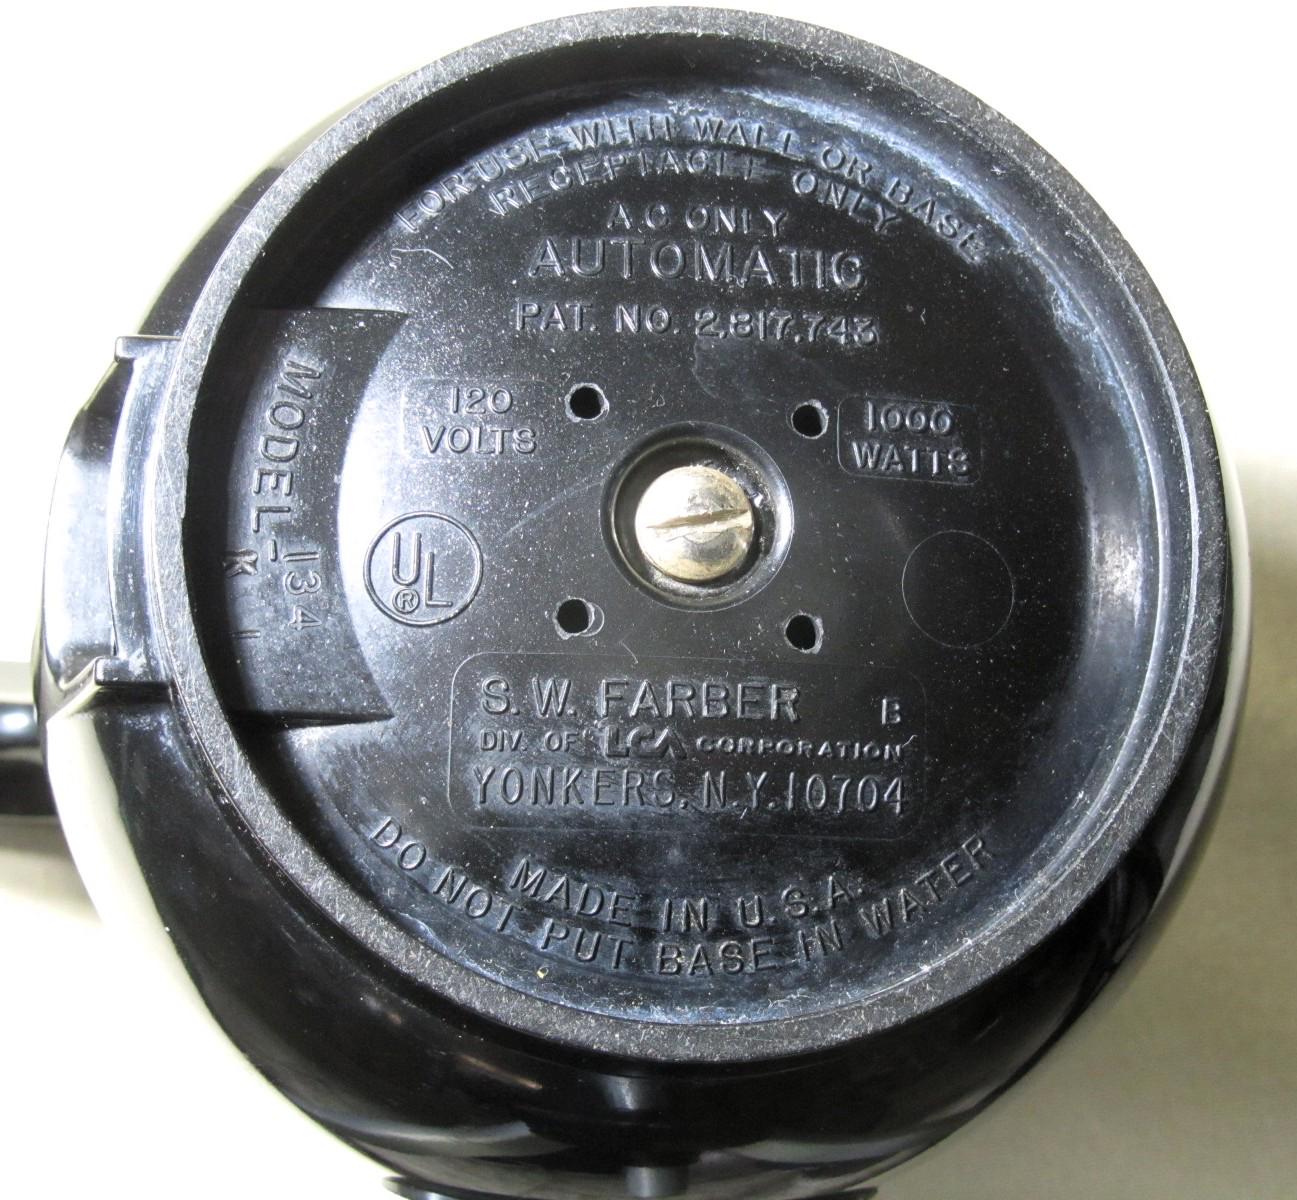 FOR USE WITH WALL OR BASE
RECEPTACLE ONLY
A.C ONLY
AUTOMATIC
PAT. NO. 2,817,743
120
VOLTS
1000
WATTS
MODEL 134
K
UL
®
S. W. FARBER B
DIV. OF LCA CORPORATION
YONKERS. N.Y. 10704
MADE IN U.S.A.
DO NOT PUT BASE IN WATER